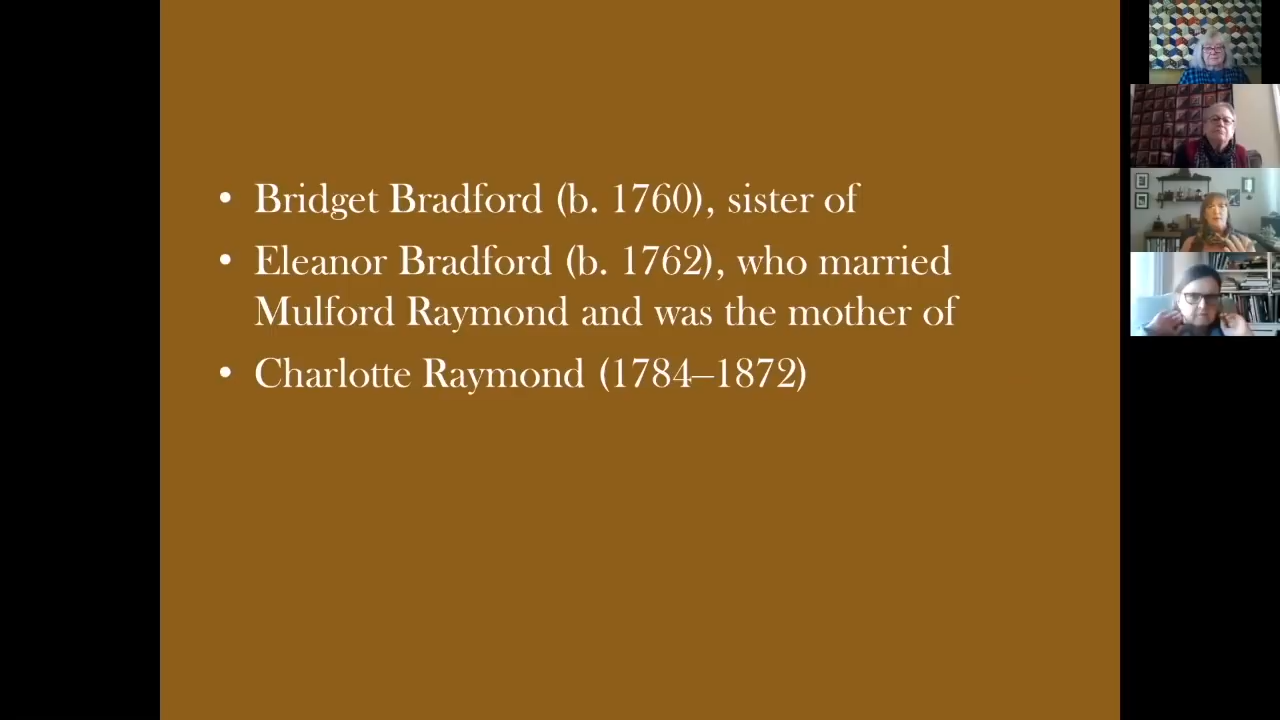 • Bridget Bradford (b. 1760), sister of
• Eleanor Bradford (b. 1762), who married
Mulford Raymond and was the mother of
• Charlotte Raymond (1784–1872)